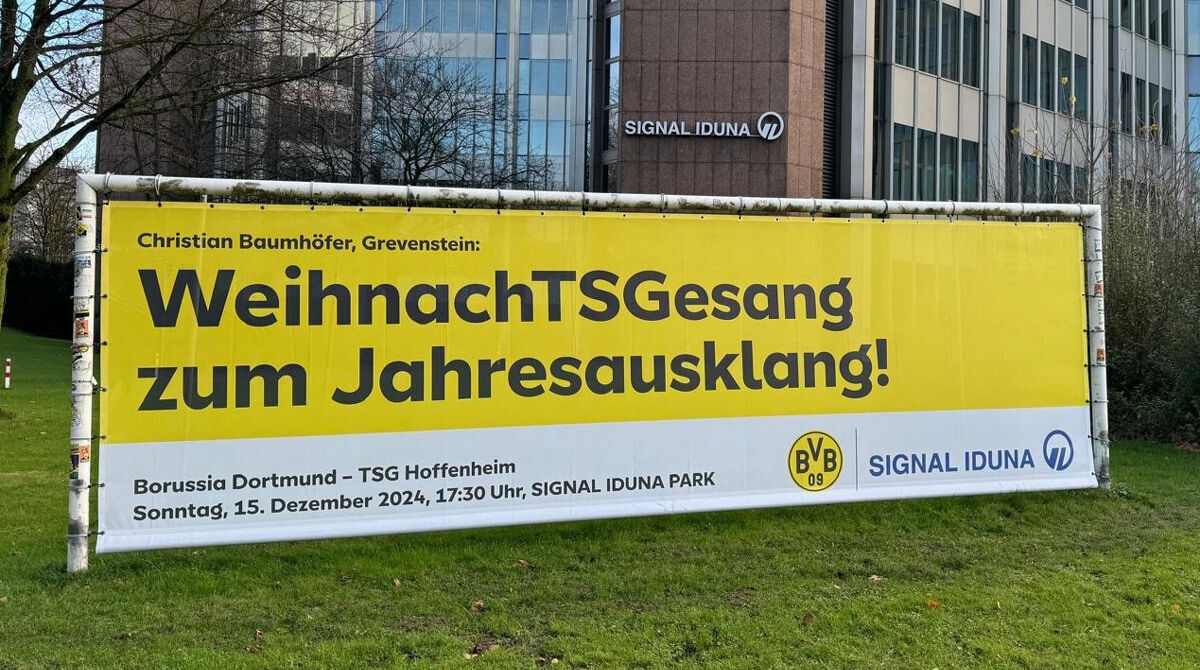 SIGNAL IDUNA
Christian Baumhöfer, Grevenstein:
WeihnachTSGesang
zum Jahresausklang!
Borussia Dortmund – TSG Hoffenheim
Sonntag, 15. Dezember 2024, 17:30 Uhr, SIGNAL IDUNA PARK
BVB
09
SIGNAL IDUNA